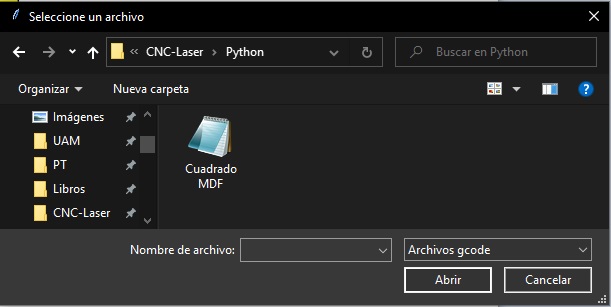 Seleccione un archivo
« CNC-Laser > Python
Buscar en Python
Organizar
Nueva carpeta
?
Imágenes
UAM
PT
Libros
CNC-Laser
Cuadrado
MDF
Nombre de archivo:
Archivos gcode
Abrir
Cancelar